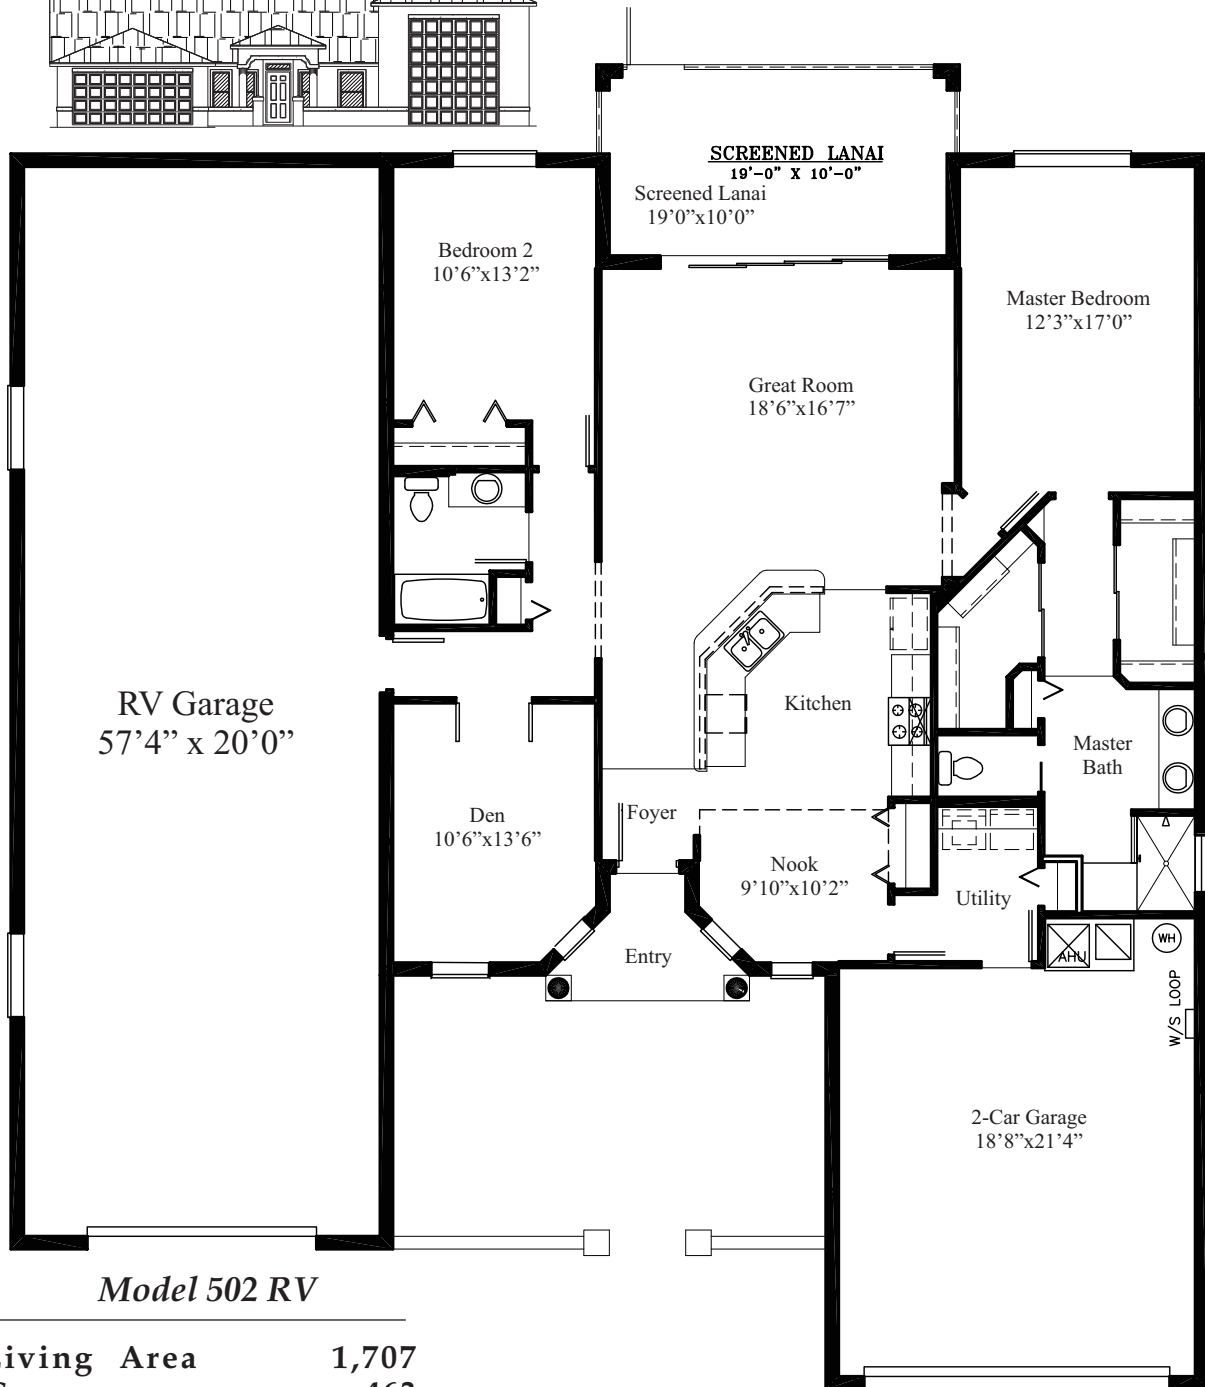 SCREENED LANAI
19'-0" X 10'-0"
Screened Lanai
19’0”x10’0”
Bedroom 2
10’6”x13’2”
Master Bedroom
12’3”x17’0”
Great Room
18’6”x16’7”
RV Garage
57’4” x 20’0”
Kitchen
Master
Bath
Foyer
Den
10’6”x13’6”
Nook
9’10”x10’2”
Utility
Entry
AHU
WH
W/S LOOP
2-Car Garage
18’8”x21’4”
Model 502 RV
Living Area 1,707